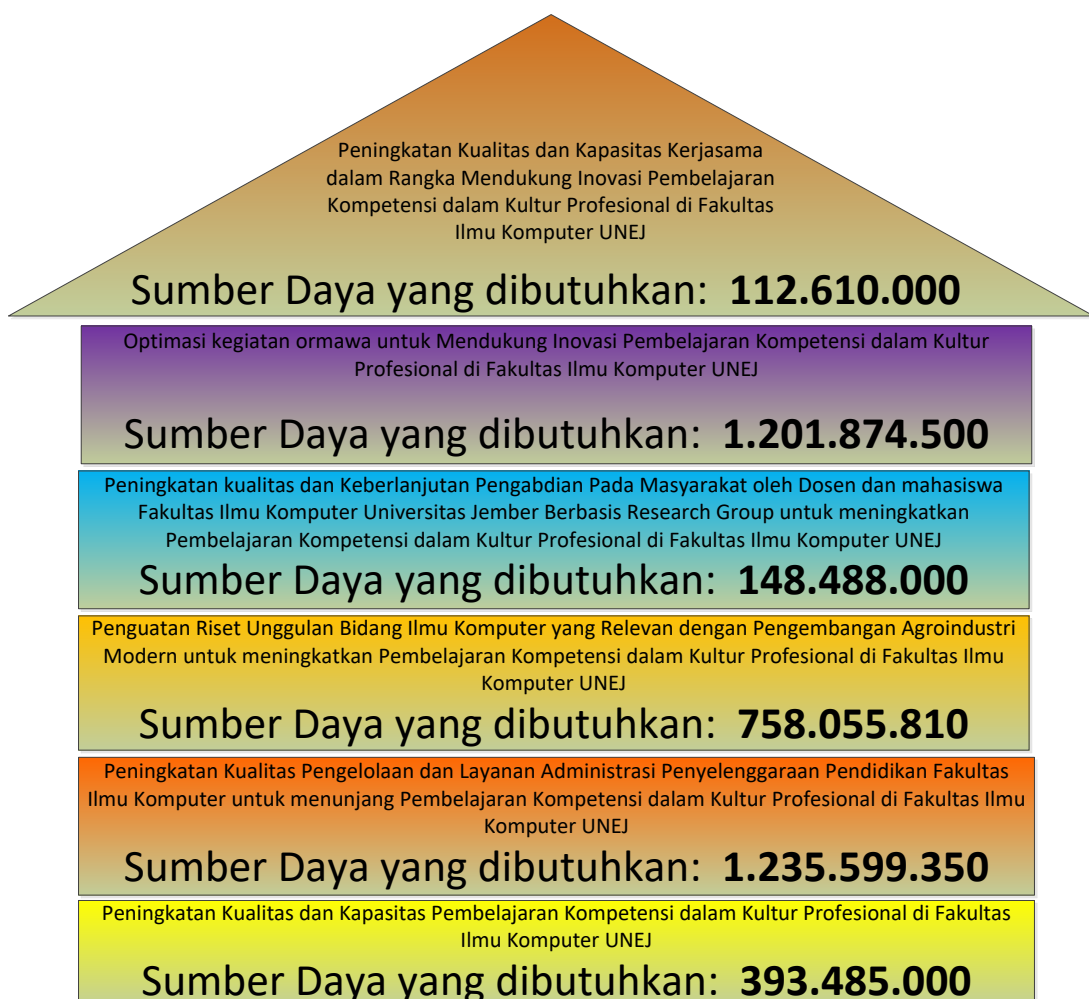 Peningkatan Kualitas dan Kapasitas Kerjasama
dalam Rangka Mendukung Inovasi Pembelajaran
Kompetensi dalam Kultur Profesional di Fakultas
Ilmu Komputer UNEJ
Sumber Daya yang dibutuhkan: 112.610.000
Optimasi kegiatan ormawa untuk Mendukung Inovasi Pembelajaran Kompetensi dalam Kultur
Profesional di Fakultas Ilmu Komputer UNEJ
Sumber Daya yang dibutuhkan: 1.201.874.500
Peningkatan kualitas dan Keberlanjutan Pengabdian Pada Masyarakat oleh Dosen dan mahasiswa
Fakultas Ilmu Komputer Universitas Jember Berbasis Research Group untuk meningkatkan
Pembelajaran Kompetensi dalam Kultur Profesional di Fakultas Ilmu Komputer UNEJ
Sumber Daya yang dibutuhkan: 148.488.000
Penguatan Riset Unggulan Bidang Ilmu Komputer yang Relevan dengan Pengembangan Agroindustri
Modern untuk meningkatkan Pembelajaran Kompetensi dalam Kultur Profesional di Fakultas Ilmu
Komputer UNEJ
Sumber Daya yang dibutuhkan: 758.055.810
Peningkatan Kualitas Pengelolaan dan Layanan Administrasi Penyelenggaraan Pendidikan Fakultas
Ilmu Komputer untuk menunjang Pembelajaran Kompetensi dalam Kultur Profesional di Fakultas Ilmu
Komputer UNEJ
Sumber Daya yang dibutuhkan: 1.235.599.350
Peningkatan Kualitas dan Kapasitas Pembelajaran Kompetensi dalam Kultur Profesional di Fakultas
Ilmu Komputer UNEJ
Sumber Daya yang dibutuhkan: 393.485.000